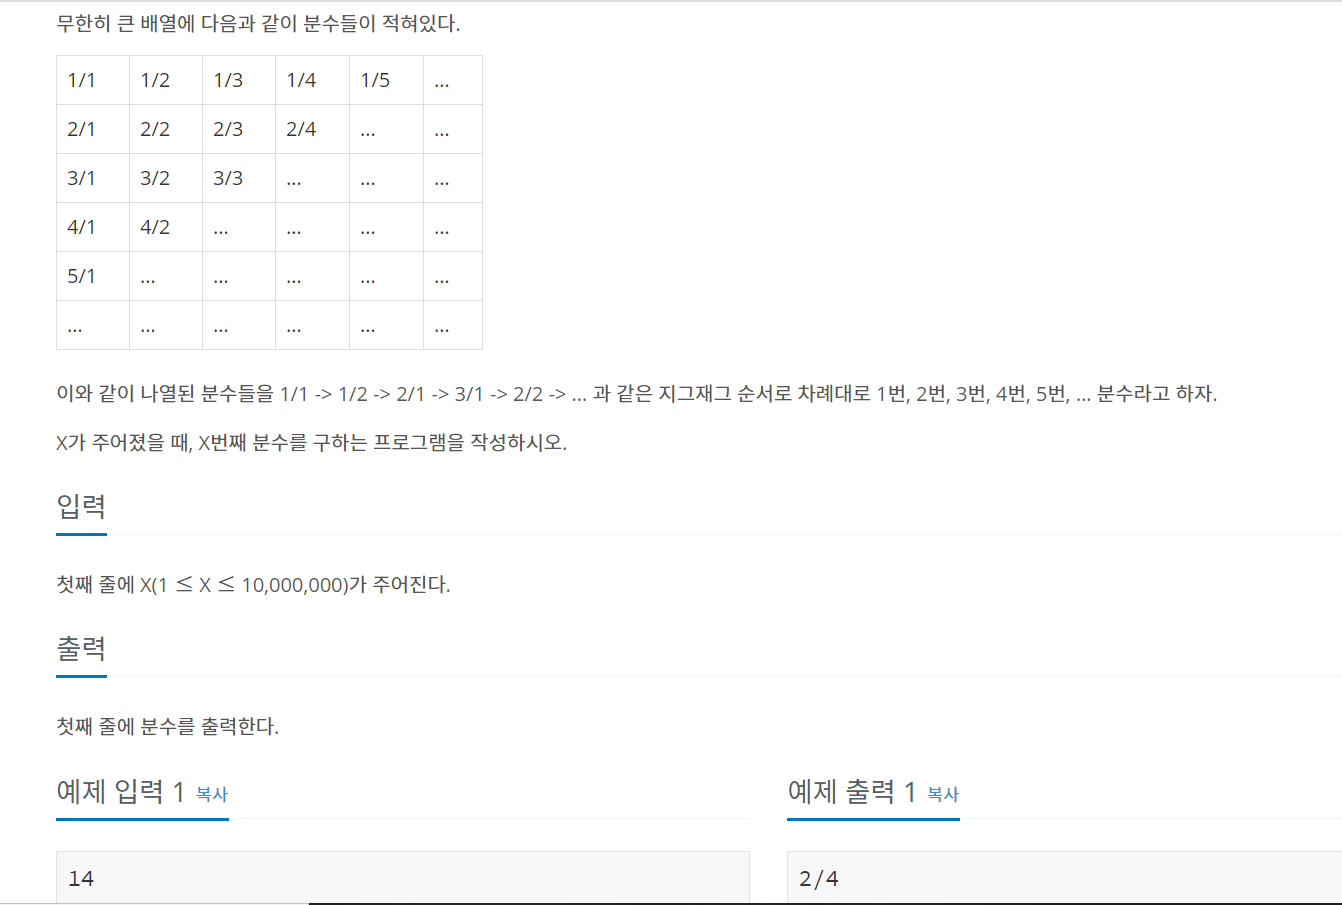 무한히 큰 배열에 다음과 같이 분수들이 적혀있다.
1/1 1/2 1/3 1/4 1/5 ...
2/1 2/2 2/3 2/4 ... ...
3/1 3/2 3/3 ... ... ...
4/1 4/2 ... ... ... ...
5/1 ... ... ... ... ...
... ... ... ... ... ...
이와 같이 나열된 분수들을 1/1 -> 1/2 -> 2/1 -> 3/1 -> 2/2 -> ... 과 같은 지그재그 순서로 차례대로 1번, 2번, 3번, 4번, 5번, ... 분수라고 하자.
X가 주어졌을 때, X번째 분수를 구하는 프로그램을 작성하시오.
입력
첫째 줄에 X(1 ≤ X ≤ 10,000,000)가 주어진다.
출력
첫째 줄에 분수를 출력한다.
예제 입력 1 복사
14
예제 출력 1 복사
2/4